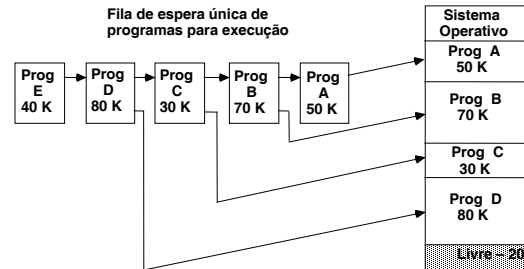 Fila de espera única de
programas para execução
Prog
E
40 K
Prog
D
80 K
Prog
C
30 K
Prog
B
70 K
Prog
A
50 K
Sistema
Operativo
Prog A
50 K
Prog B
70 K
Prog C
30 K
Prog D
80 K
Livre – 20